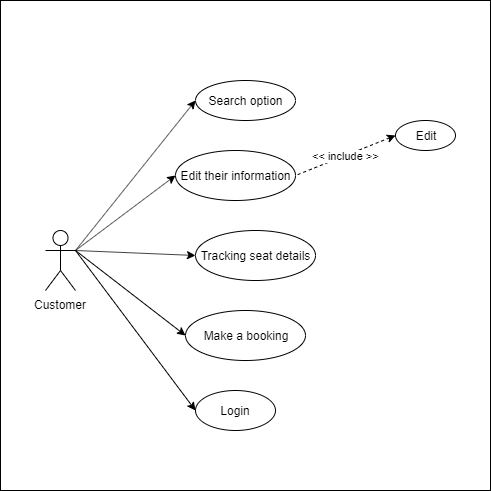 Search option
Edit
<< include >>
Edit their information
Tracking seat details
Customer
Make a booking
Login